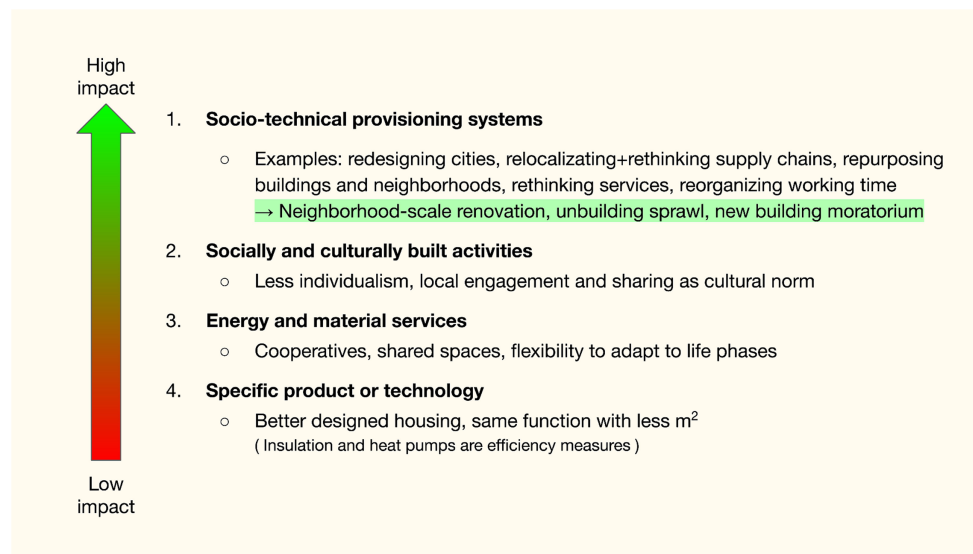 High
impact
1. Socio-technical provisioning systems
○ Examples: redesigning cities, relocalizating+rethinking supply chains, repurposing
buildings and neighborhoods, rethinking services, reorganizing working time
→ Neighborhood-scale renovation, unbuilding sprawl, new building moratorium
2. Socially and culturally built activities
○ Less individualism, local engagement and sharing as cultural norm
3. Energy and material services
○ Cooperatives, shared spaces, flexibility to adapt to life phases
4. Specific product or technology
○ Better designed housing, same function with less m²
( Insulation and heat pumps are efficiency measures )
Low
impact